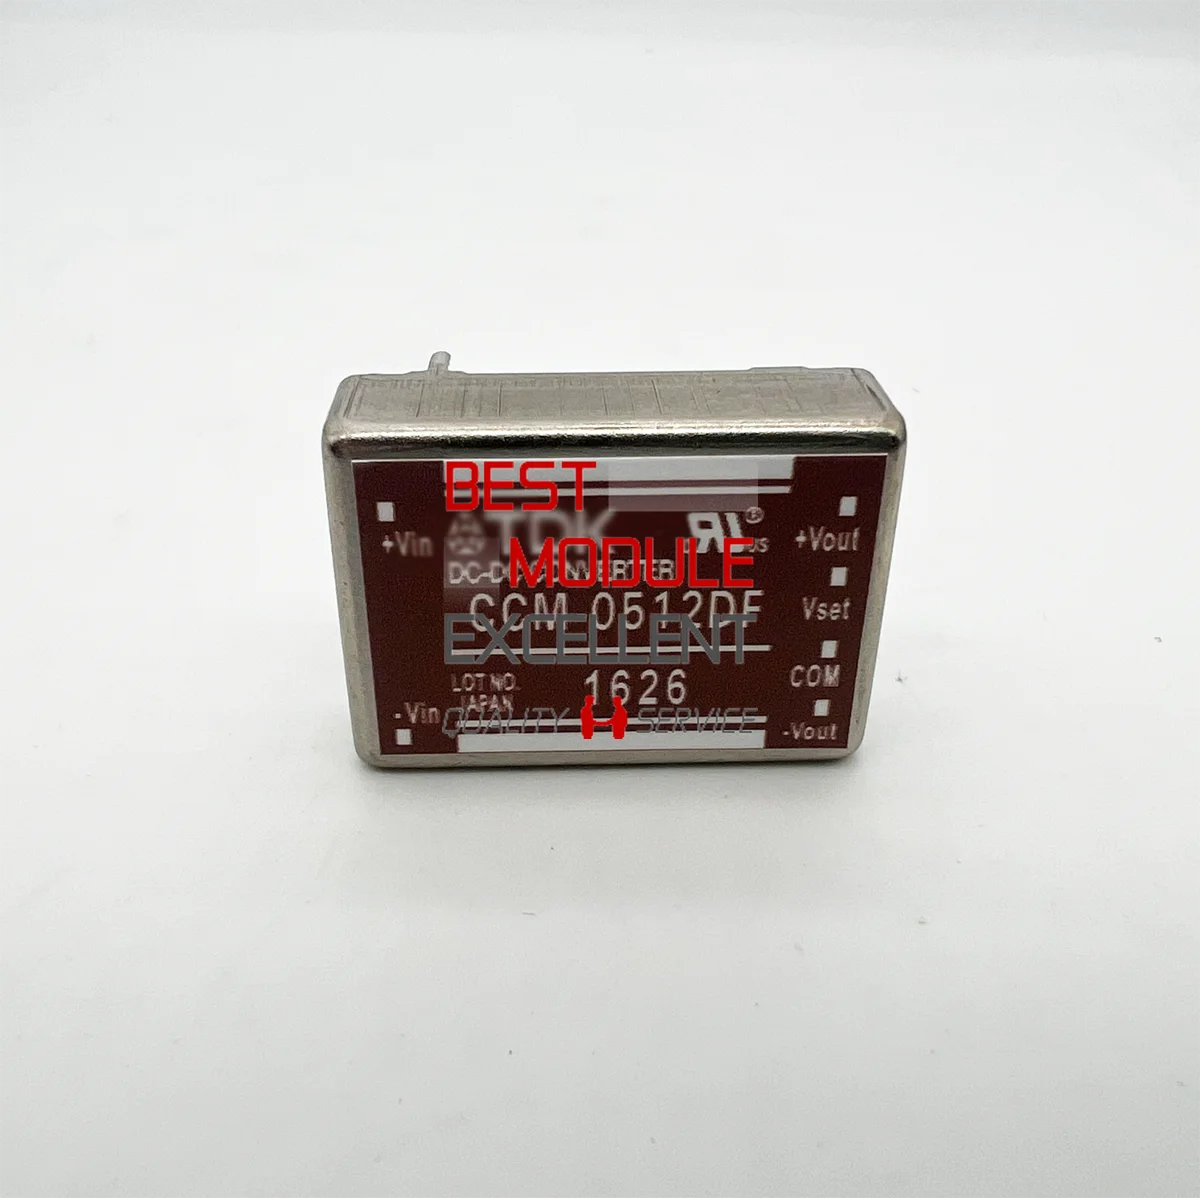 BEST
+Vin TDK ® US +Vout
MODULE
DC-DC CONVERTER
CCM 0512DF Vset
EXCELLENT
LOT NO. 1626 COM
JAPAN
-Vin QUALITY SERVICE -Vout